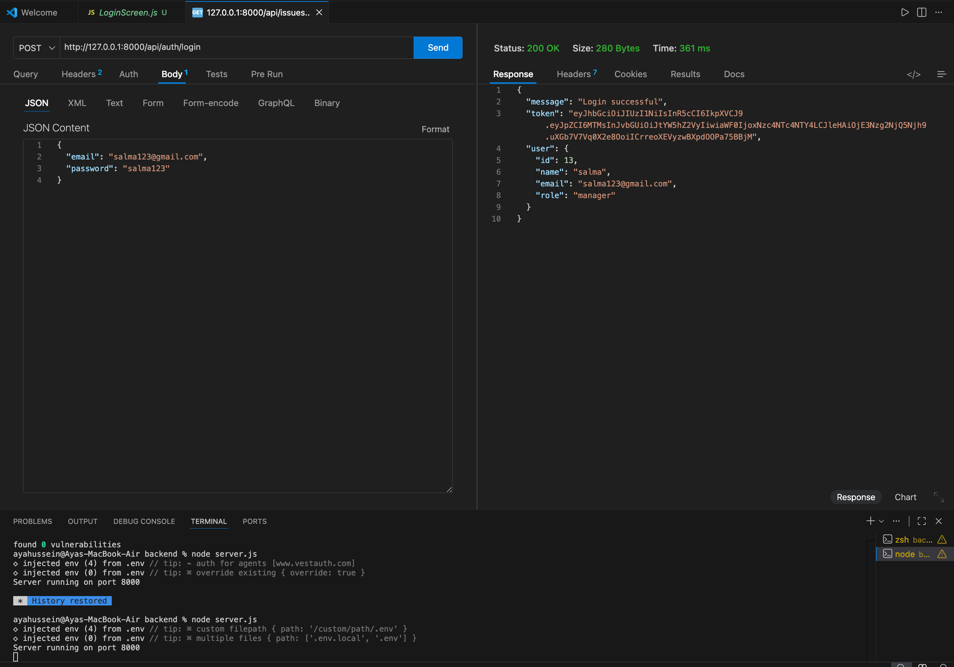 Welcome
JS LoginScreen.js U
GET 127.0.0.1:8000/api/issues..
POST http://127.0.0.1:8000/api/auth/login Send
Query Headers 2 Auth Body 1 Tests Pre Run
JSON XML Text Form Form-encode GraphQL Binary
JSON Content Format
1 {
2 "email": "salma123@gmail.com",
3 "password": "salma123"
4 }
Status: 200 OK Size: 280 Bytes Time: 361 ms
Response Headers 7 Cookies Results Docs </>
1 {
2 "message": "Login successful",
3 "token": "eyJhbGciOiJIUzI1NiIsInR5cCI6IkpXVCJ9
.eyJpZCI6MTMsInJvbGUiOiJtYW5hZ2VyIiwiaWF0IjoxNzc4NTc4NTY4LCJleHAiOjE3Nzg2NjQ5Njh9
.uXGb7V7Vq0X2e8OoiICrreoXEVyzwBXpdOOPa75BBjM",
4 "user": {
5 "id": 13,
6 "name": "salma",
7 "email": "salma123@gmail.com",
8 "role": "manager"
9 }
10 }
Response Chart
PROBLEMS OUTPUT DEBUG CONSOLE TERMINAL PORTS
found 0 vulnerabilities
ayahussein@Ayas-MacBook-Air backend % node server.js
◇ injected env (4) from .env // tip: ⌁ auth for agents [www.vestauth.com]
◇ injected env (0) from .env // tip: ⌘ override existing { override: true }
Server running on port 8000
* History restored
ayahussein@Ayas-MacBook-Air backend % node server.js
◇ injected env (4) from .env // tip: ⌘ custom filepath { path: '/custom/path/.env' }
◇ injected env (0) from .env // tip: ⌘ multiple files { path: ['.env.local', '.env'] }
Server running on port 8000
zsh bac...
node b...